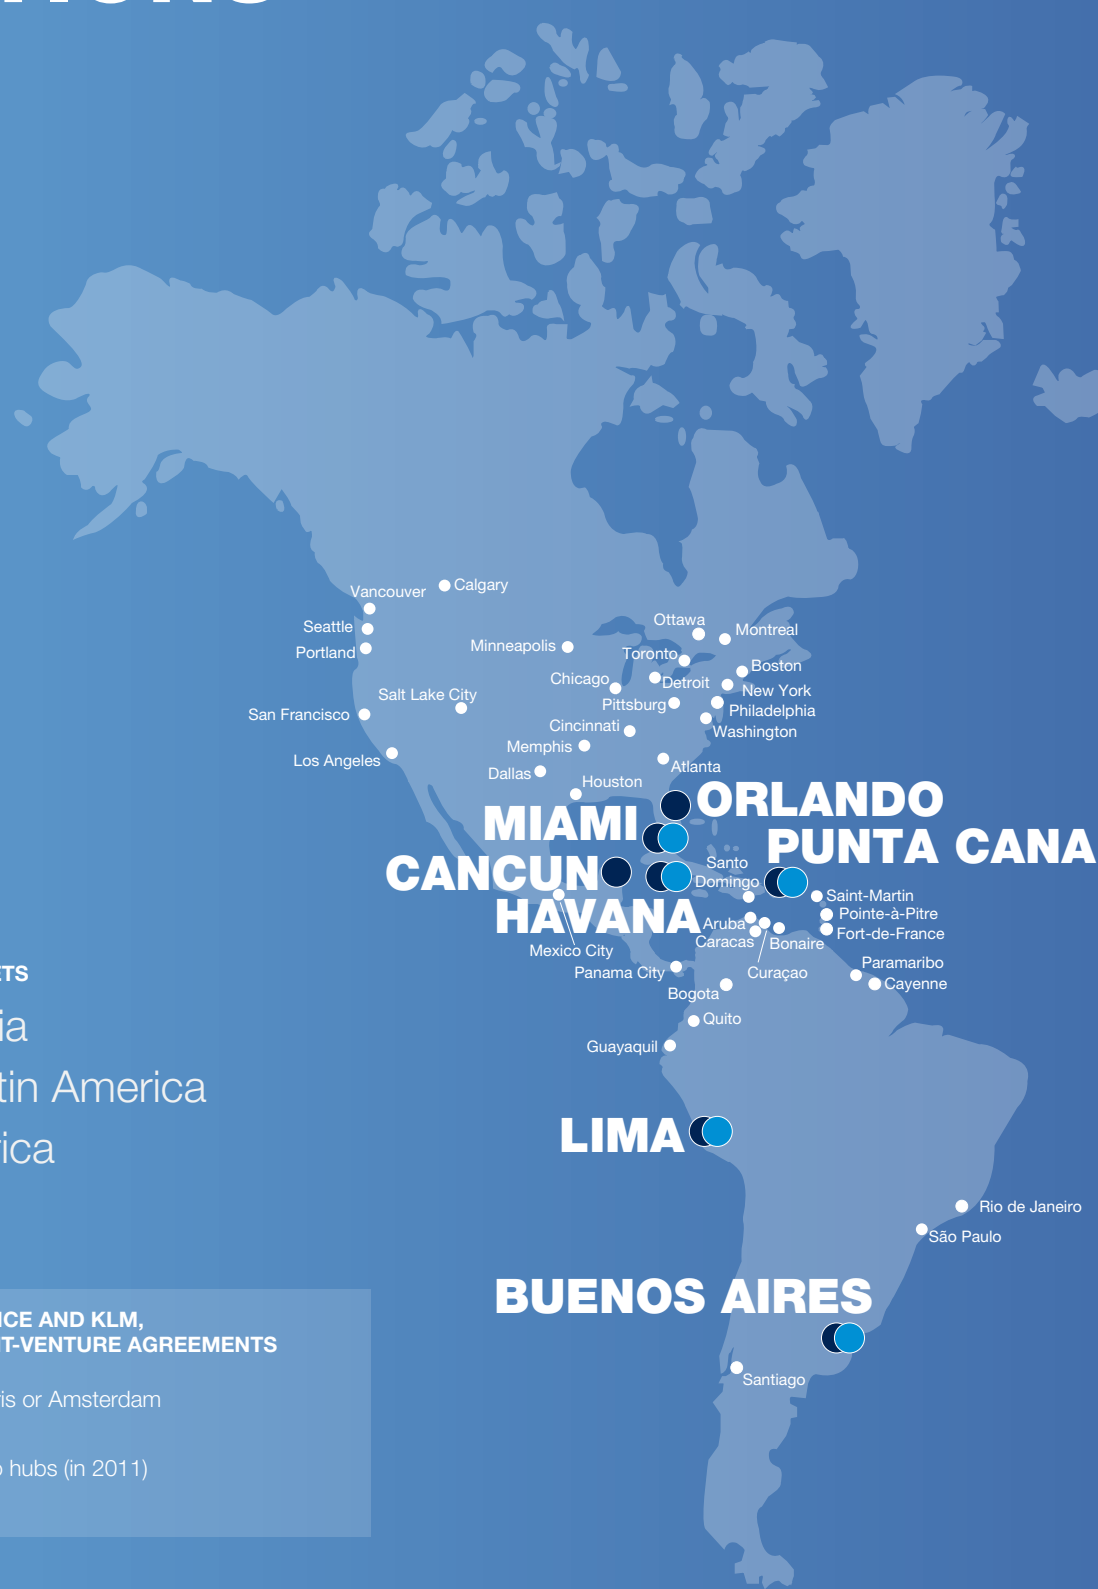 Vancouver
Calgary
Seattle
Portland
Minneapolis
Ottawa
Montreal
Toronto
Boston
Chicago
Detroit
New York
Salt Lake City
Pittsburg
Philadelphia
San Francisco
Cincinnati
Washington
Memphis
Los Angeles
Dallas
Atlanta
Houston
ORLANDO
MIAMI
PUNTA CANA
CANCUN
Santo
Domingo
Saint-Martin
HAVANA
Pointe-à-Pitre
Aruba
Fort-de-France
Caracas
Bonaire
Mexico City
Panama City
Curaçao
Paramaribo
Cayenne
Bogota
Quito
Guayaquil
LIMA
Rio de Janeiro
São Paulo
BUENOS AIRES
Santiago
ETS
ia
tin America
rica
ICE AND KLM,
IT-VENTURE AGREEMENTS
is or Amsterdam
hubs (in 2011)